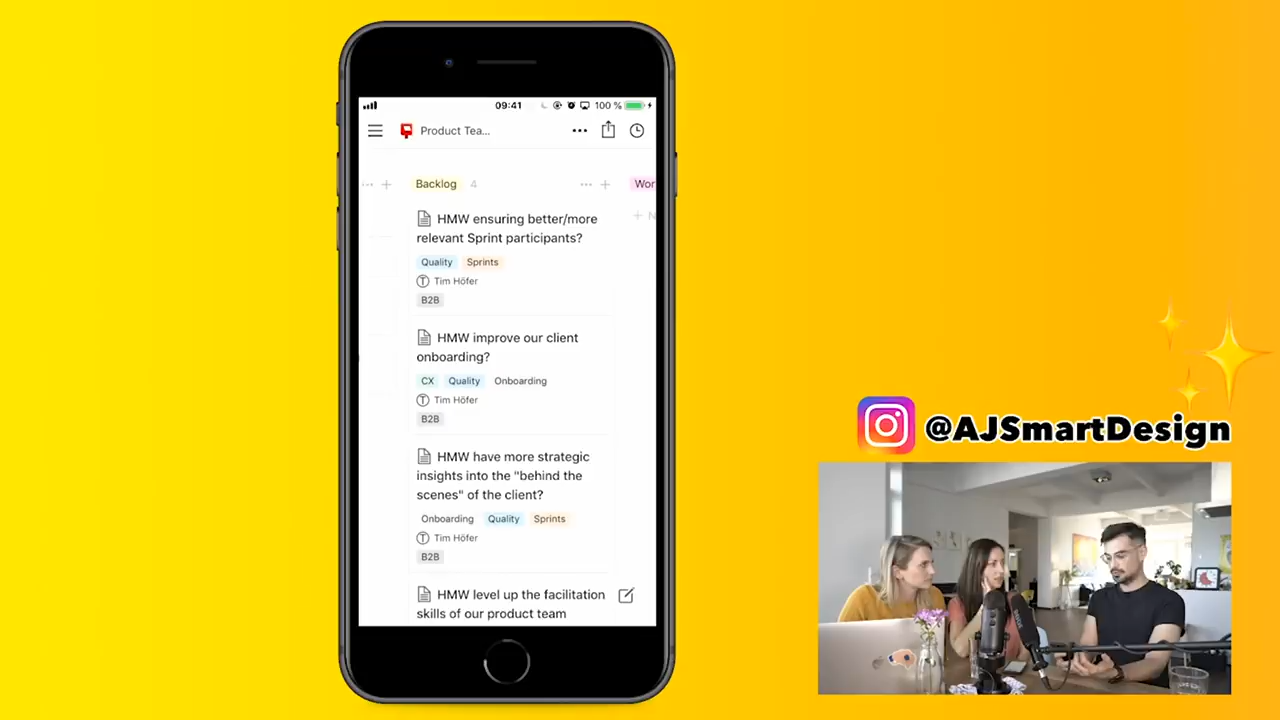 09:41
100 %
Product Tea...
Backlog 4
Wor
HMW ensuring better/more
relevant Sprint participants?
Quality Sprints
T Tim Höfer
B2B
HMW improve our client
onboarding?
CX Quality Onboarding
T Tim Höfer
B2B
HMW have more strategic
insights into the "behind the
scenes" of the client?
Onboarding Quality Sprints
T Tim Höfer
B2B
HMW level up the facilitation
skills of our product team
@AJSmartDesign